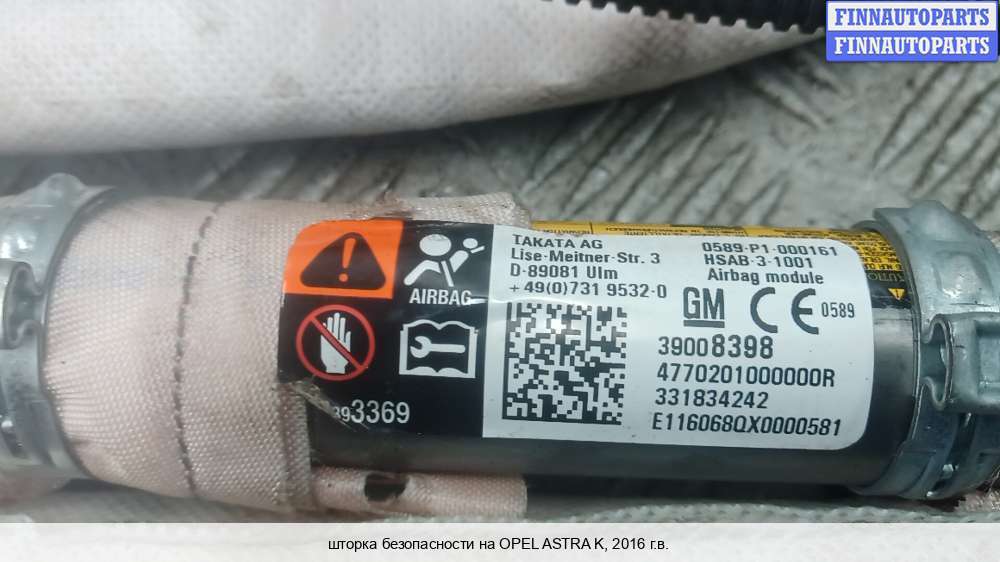 FINNAUTOPARTS
FINNAUTOPARTS
TAKATA AG
Lise-Meitner-Str. 3
D-89081 Ulm
+49(0)731 9532-0
0589-P1-000161
HSAB-3-1001
Airbag module
AIRBAG
GM CE 0589
39008398
4770201000000R
331834242
E116068QX0000581
3369
шторка безопасности на OPEL ASTRA K, 2016 г.в.